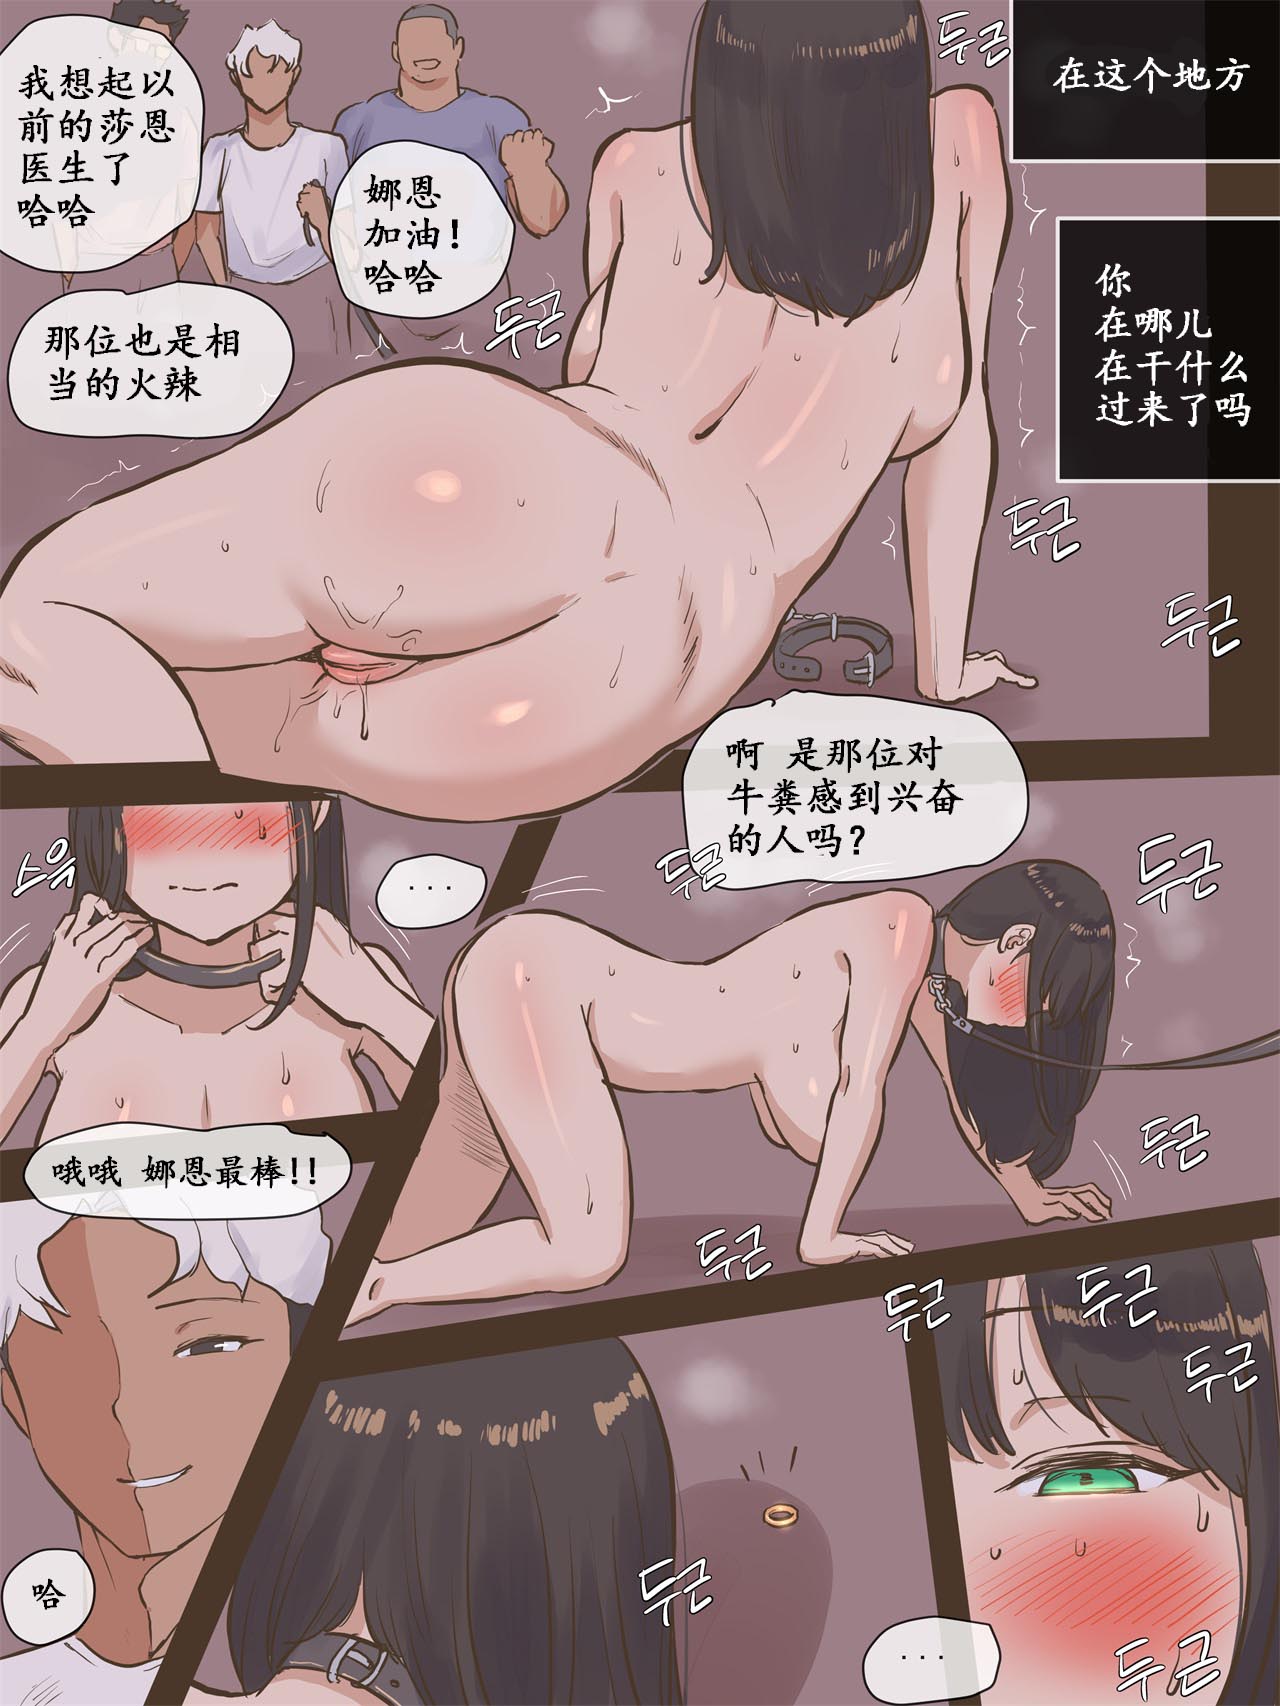 두근
在这个地方
我想起以
前的莎恩
医生了
哈哈
娜恩
加油!
哈哈
你
在哪儿
在干什么
过来了吗
那位也是相
当的火辣
두근
두근
두근
啊 是那位对
牛粪感到兴奋
的人吗?
두근
두근
스윽
...
두근
哦哦 娜恩最棒!!
두근
두근
두근
두근
두근
哈
...
두근